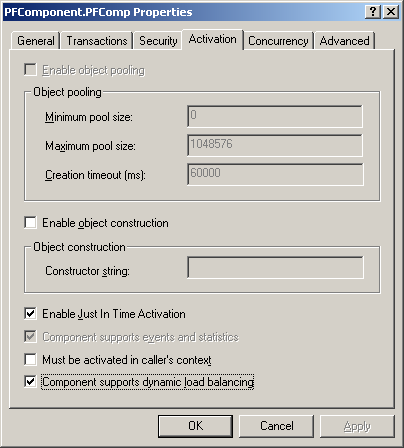 PFComponent.PFComp Properties
General Transactions Security Activation Concurrency Advanced
Enable object pooling
Object pooling
Minimum pool size: 0
Maximum pool size: 1048576
Creation timeout (ms): 60000
Enable object construction
Object construction
Constructor string:
Enable Just In Time Activation
Component supports events and statistics
Must be activated in caller's context
Component supports dynamic load balancing
OK Cancel Apply